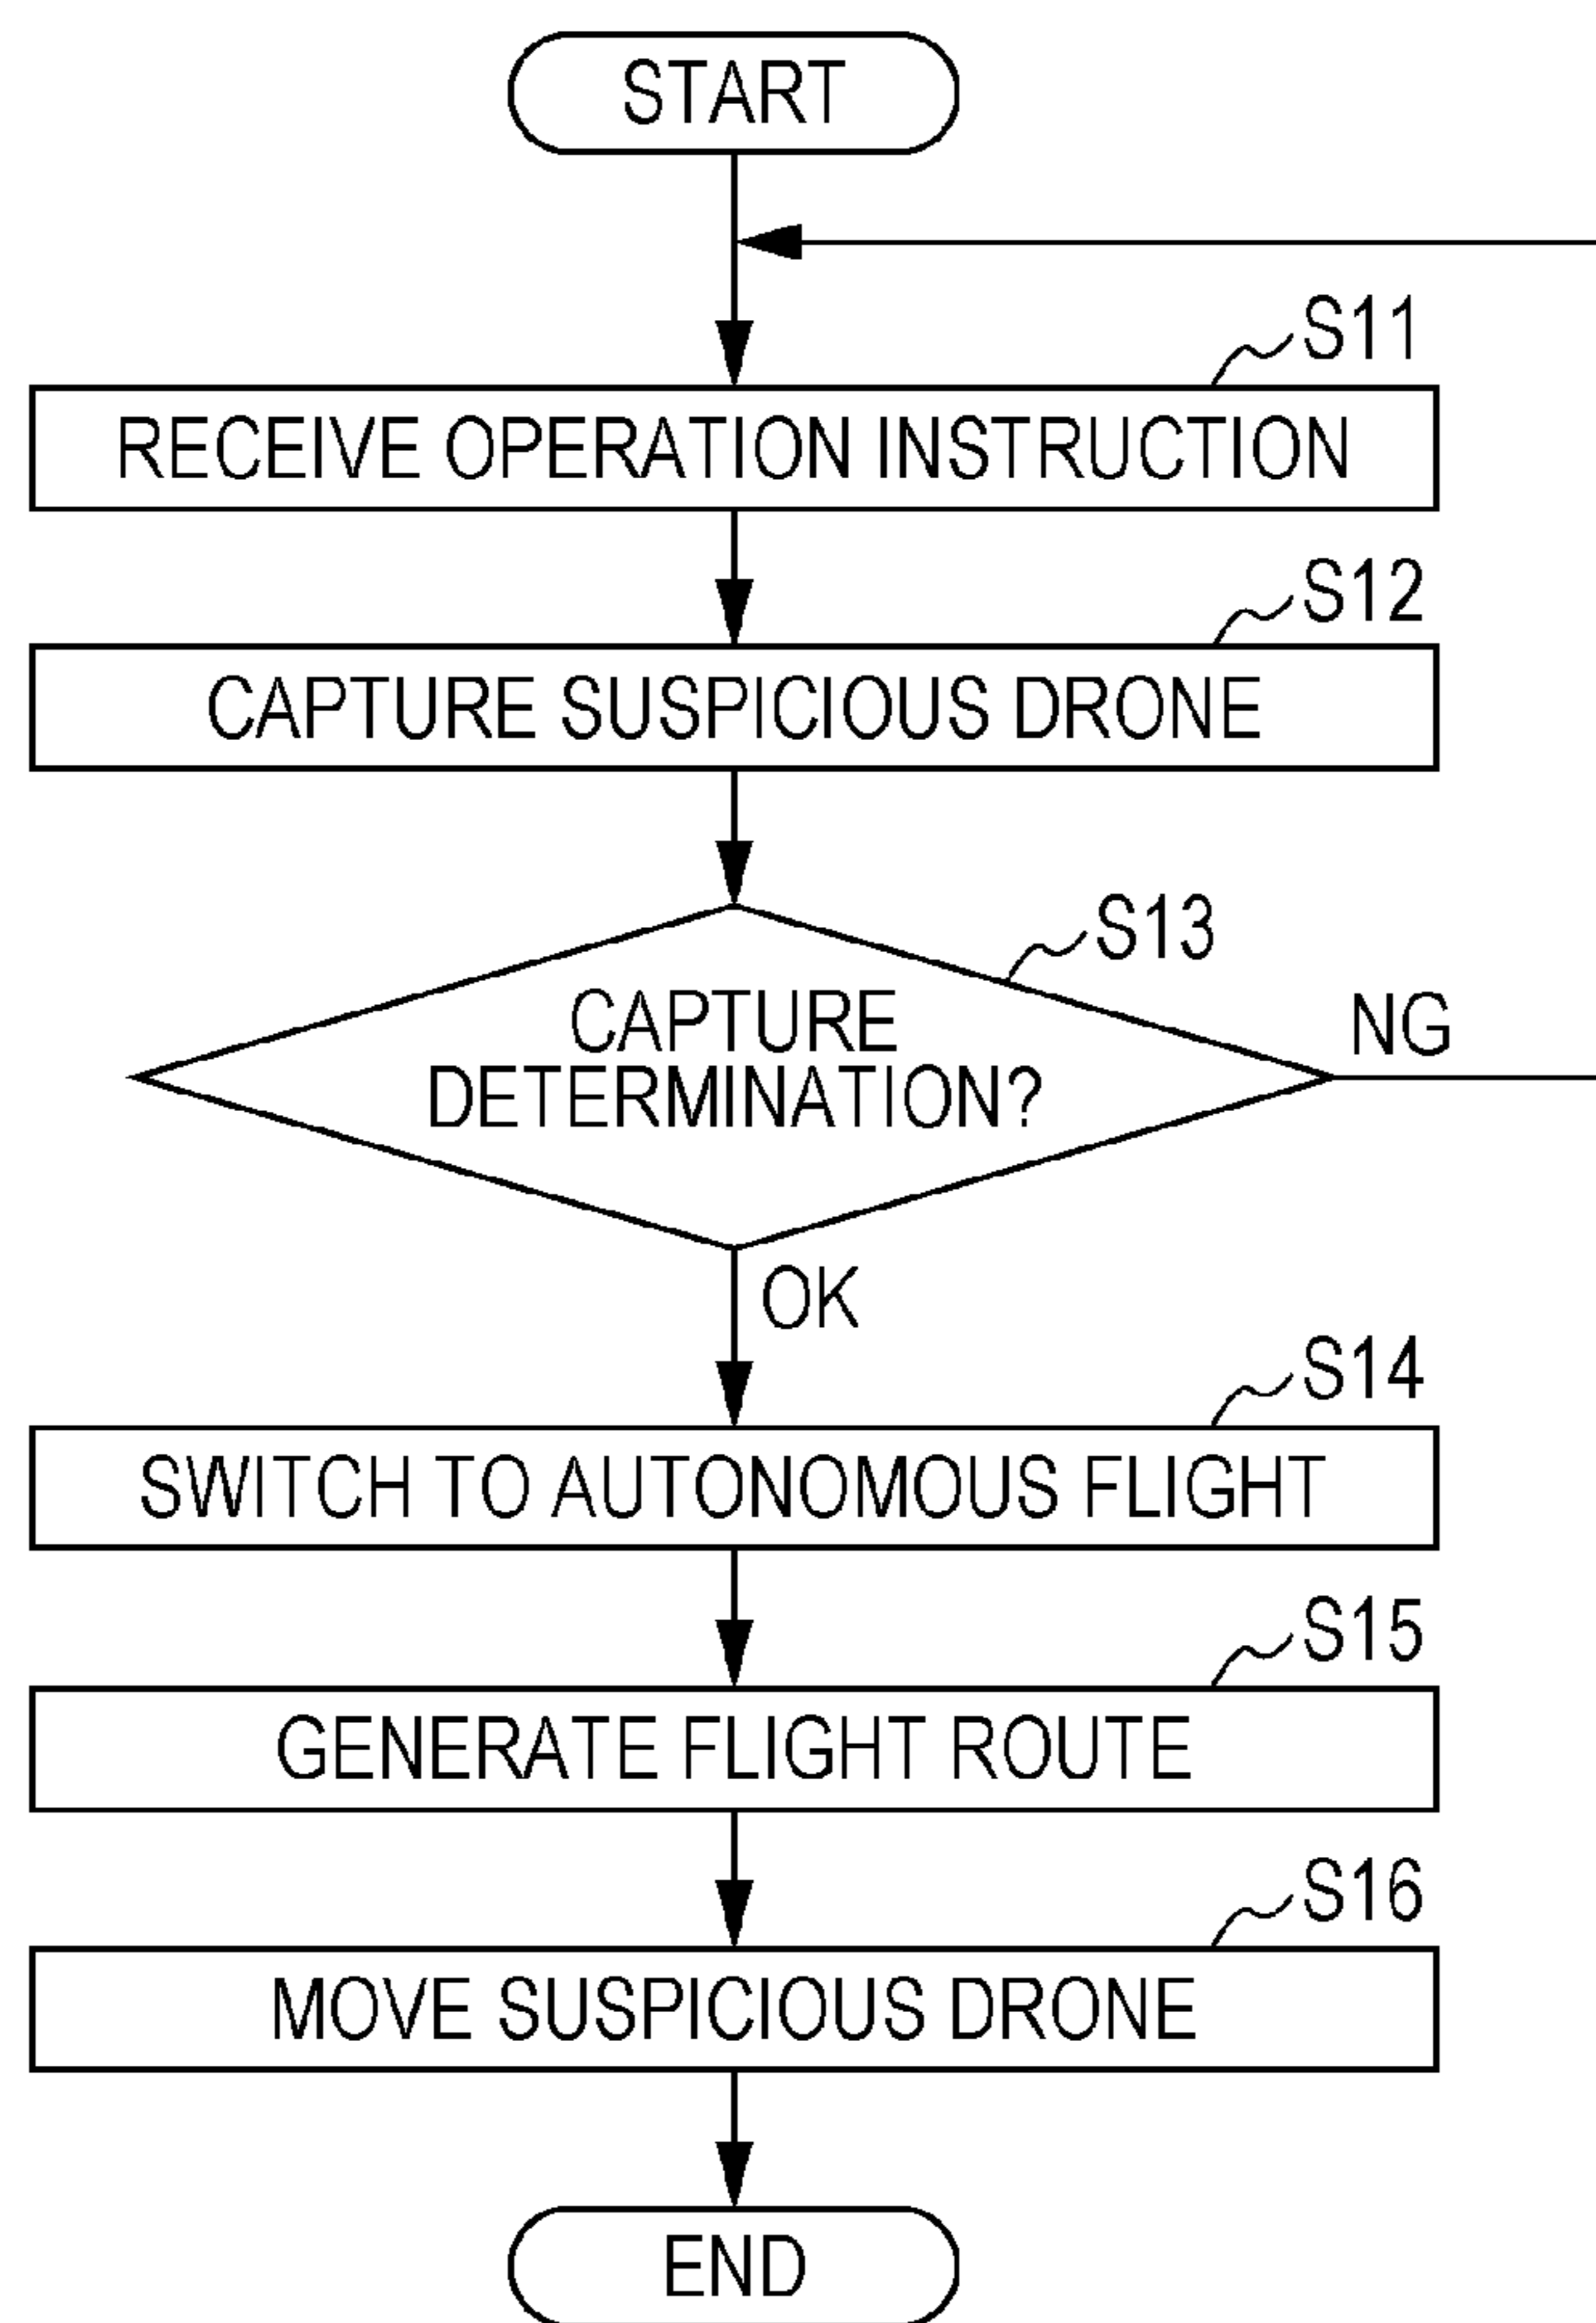 START
S11
RECEIVE OPERATION INSTRUCTION
S12
CAPTURE SUSPICIOUS DRONE
S13
CAPTURE
DETERMINATION?
NG
OK
S14
SWITCH TO AUTONOMOUS FLIGHT
S15
GENERATE FLIGHT ROUTE
S16
MOVE SUSPICIOUS DRONE
END